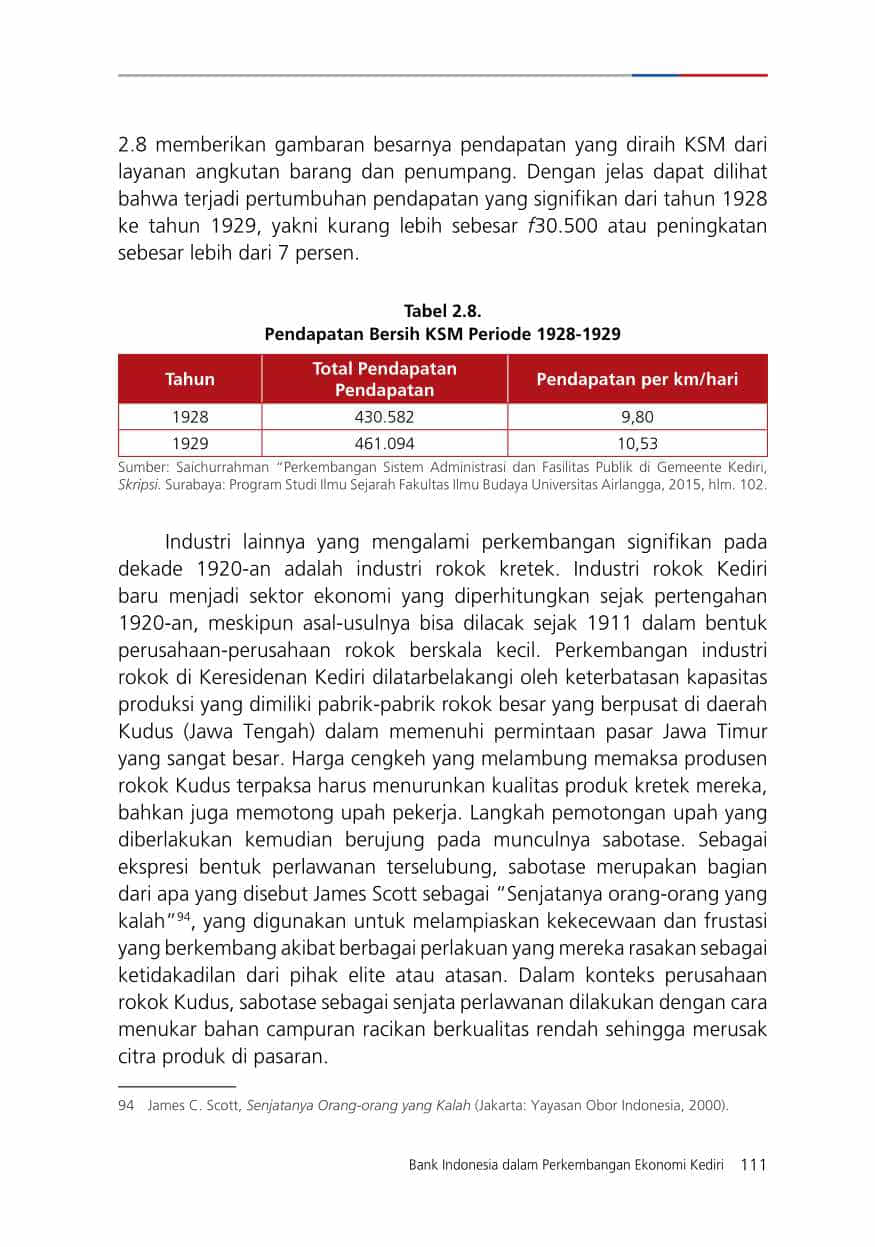 2.8 memberikan gambaran besarnya pendapatan yang diraih KSM dari
layanan angkutan barang dan penumpang. Dengan jelas dapat dilihat
bahwa terjadi pertumbuhan pendapatan yang signifikan dari tahun 1928
ke tahun 1929, yakni kurang lebih sebesar f30.500 atau peningkatan
sebesar lebih dari 7 persen.
Tabel 2.8.
Pendapatan Bersih KSM Periode 1928-1929
Tahun Total Pendapatan Pendapatan per km/hari
Pendapatan
1928 430.582 9,80
1929 461.094 10,53
Sumber: Saichurrahman “Perkembangan Sistem Administrasi dan Fasilitas Publik di Gemeente Kediri,
Skripsi. Surabaya: Program Studi Ilmu Sejarah Fakultas Ilmu Budaya Universitas Airlangga, 2015, hlm. 102.
Industri lainnya yang mengalami perkembangan signifikan pada
dekade 1920-an adalah industri rokok kretek. Industri rokok Kediri
baru menjadi sektor ekonomi yang diperhitungkan sejak pertengahan
1920-an, meskipun asal-usulnya bisa dilacak sejak 1911 dalam bentuk
perusahaan-perusahaan rokok berskala kecil. Perkembangan industri
rokok di Keresidenan Kediri dilatarbelakangi oleh keterbatasan kapasitas
produksi yang dimiliki pabrik-pabrik rokok besar yang berpusat di daerah
Kudus (Jawa Tengah) dalam memenuhi permintaan pasar Jawa Timur
yang sangat besar. Harga cengkeh yang melambung memaksa produsen
rokok Kudus terpaksa harus menurunkan kualitas produk kretek mereka,
bahkan juga memotong upah pekerja. Langkah pemotongan upah yang
diberlakukan kemudian berujung pada munculnya sabotase. Sebagai
ekspresi bentuk perlawanan terselubung, sabotase merupakan bagian
dari apa yang disebut James Scott sebagai “Senjatanya orang-orang yang
kalah”94, yang digunakan untuk melampiaskan kekecewaan dan frustasi
yang berkembang akibat berbagai perlakuan yang mereka rasakan sebagai
ketidakadilan dari pihak elite atau atasan. Dalam konteks perusahaan
rokok Kudus, sabotase sebagai senjata perlawanan dilakukan dengan cara
menukar bahan campuran racikan berkualitas rendah sehingga merusak
citra produk di pasaran.
94 James C. Scott, Senjatanya Orang-orang yang Kalah (Jakarta: Yayasan Obor Indonesia, 2000).
Bank Indonesia dalam Perkembangan Ekonomi Kediri 111